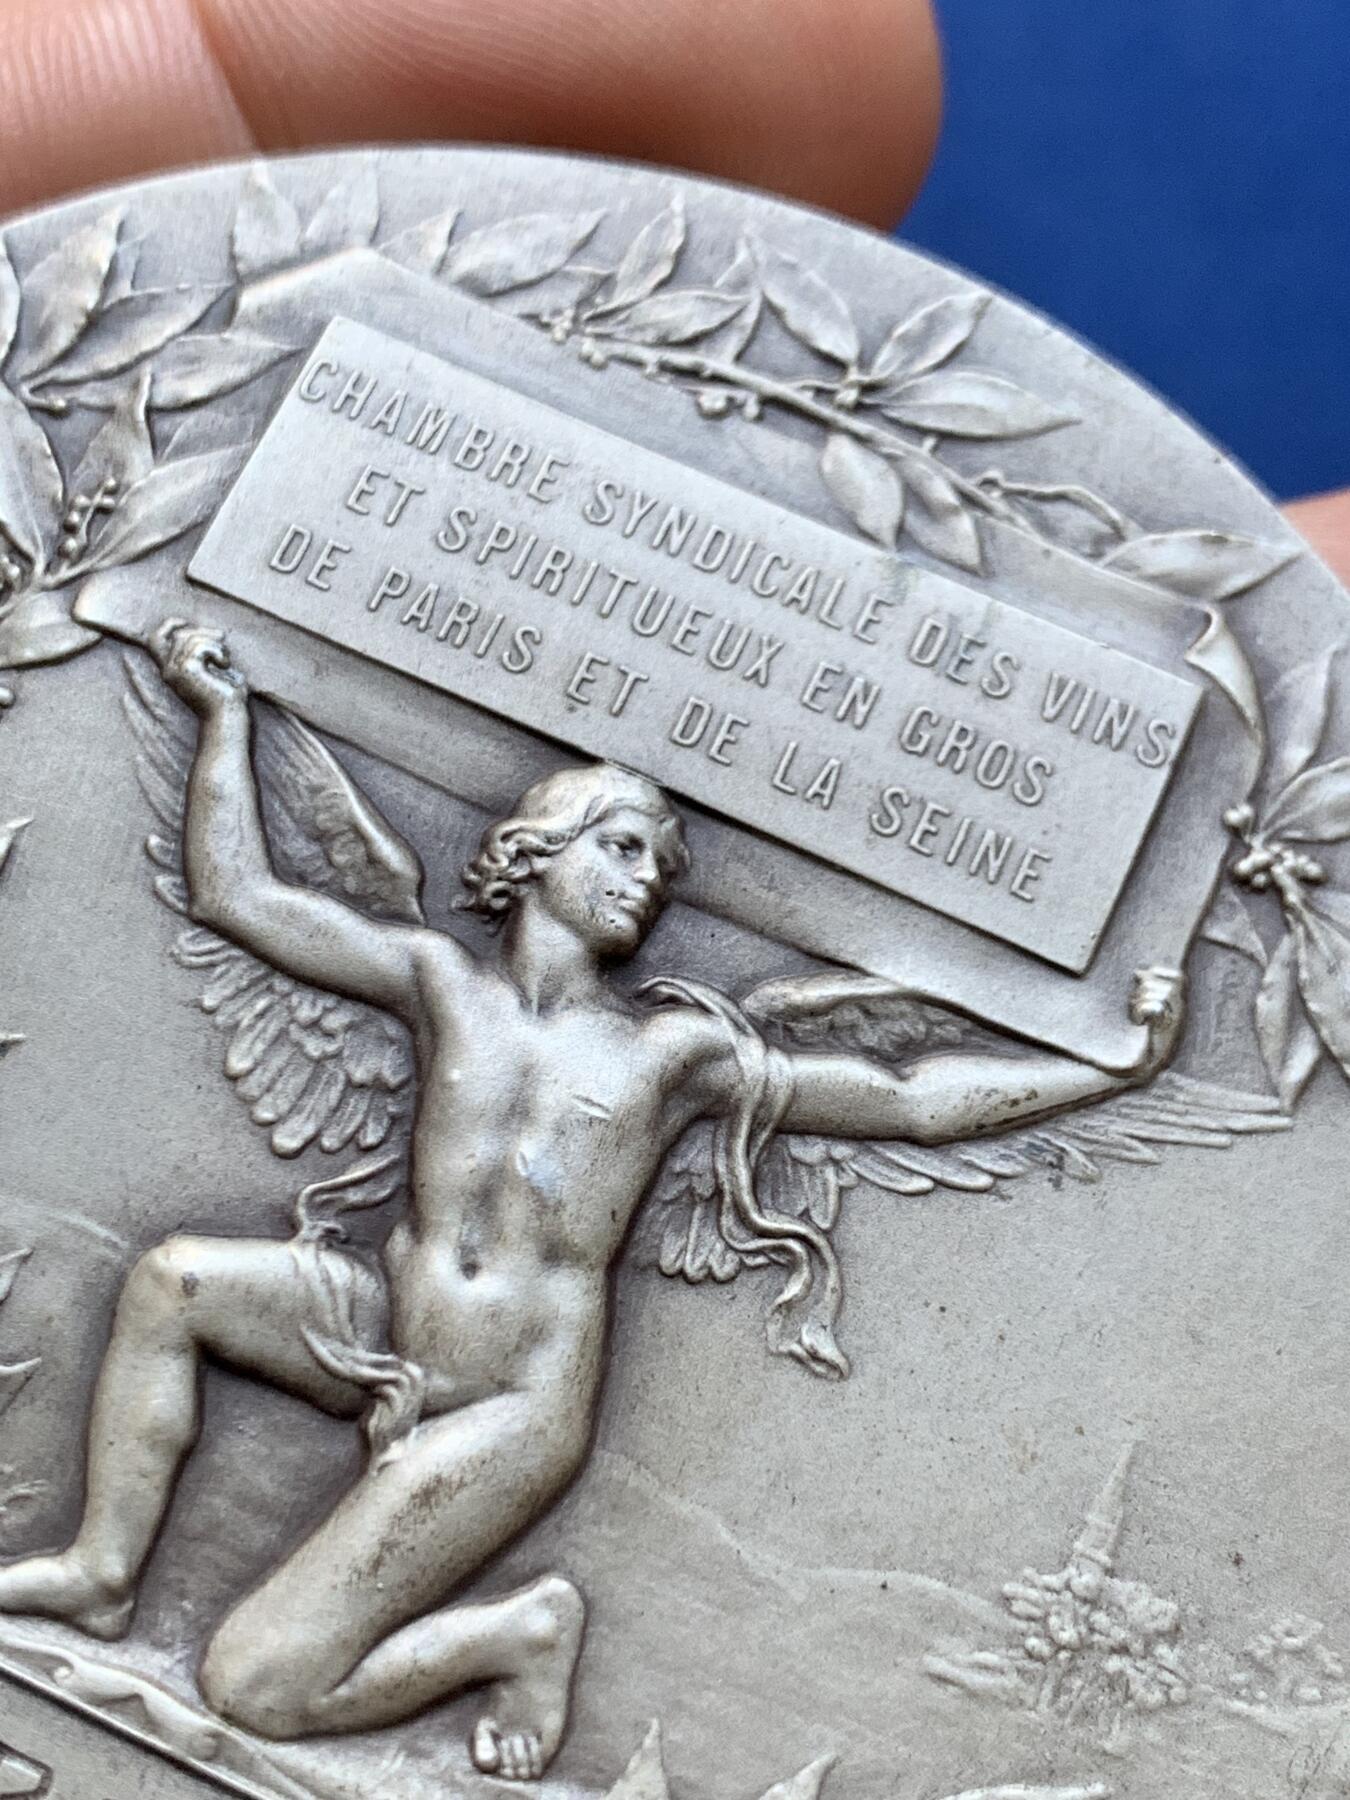 CHAMBRE SYNDICALE DES VINS
ET SPIRITUEUX EN GROS
DE PARIS ET DE LA SEINE